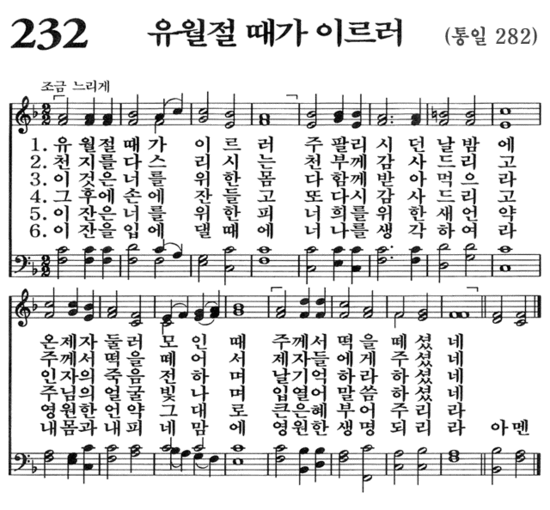 232 유월절 때가 이르러 (통일 282)
조금 느리게
1. 유월절때가 이르러 주팔리시던날밤에
2. 천지를다스리시는 천부께감사드리고
3. 이것은너를 위한몸 다함께받아먹으라
4. 그후에손에 잔들고 또다시감사드리고
5. 이잔은너를 위한피 너희를위한새언약
6. 이잔을입에 댈때에 너나를생각하여라
온제자둘러 모인때 주께서떡을떼셨네
주께서떡을 떼어서 제자들에게주셨네
인자의죽음 전하며 날기억하라하셨네
주님의얼굴 빛나며 입열어말씀하셨네
영원한언약 그대로 큰은혜부어주리라
내몸과내피 네맘에 영원한생명되리라 아멘